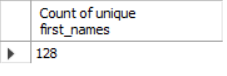 Count of unique
first_names
128